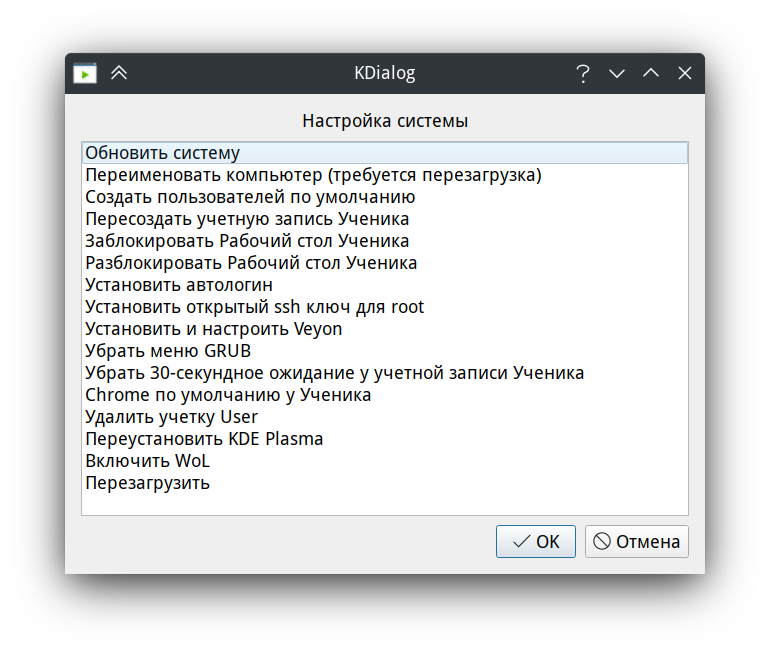 KDialog
Настройка системы
Обновить систему
Переименовать компьютер (требуется перезагрузка)
Создать пользователей по умолчанию
Пересоздать учетную запись Ученика
Заблокировать Рабочий стол Ученика
Разблокировать Рабочий стол Ученика
Установить автологин
Установить открытый ssh ключ для root
Установить и настроить Veyon
Убрать меню GRUB
Убрать 30-секундное ожидание у учетной записи Ученика
Chrome по умолчанию у Ученика
Удалить учетку User
Переустановить KDE Plasma
Включить WoL
Перезагрузить
OK Отмена